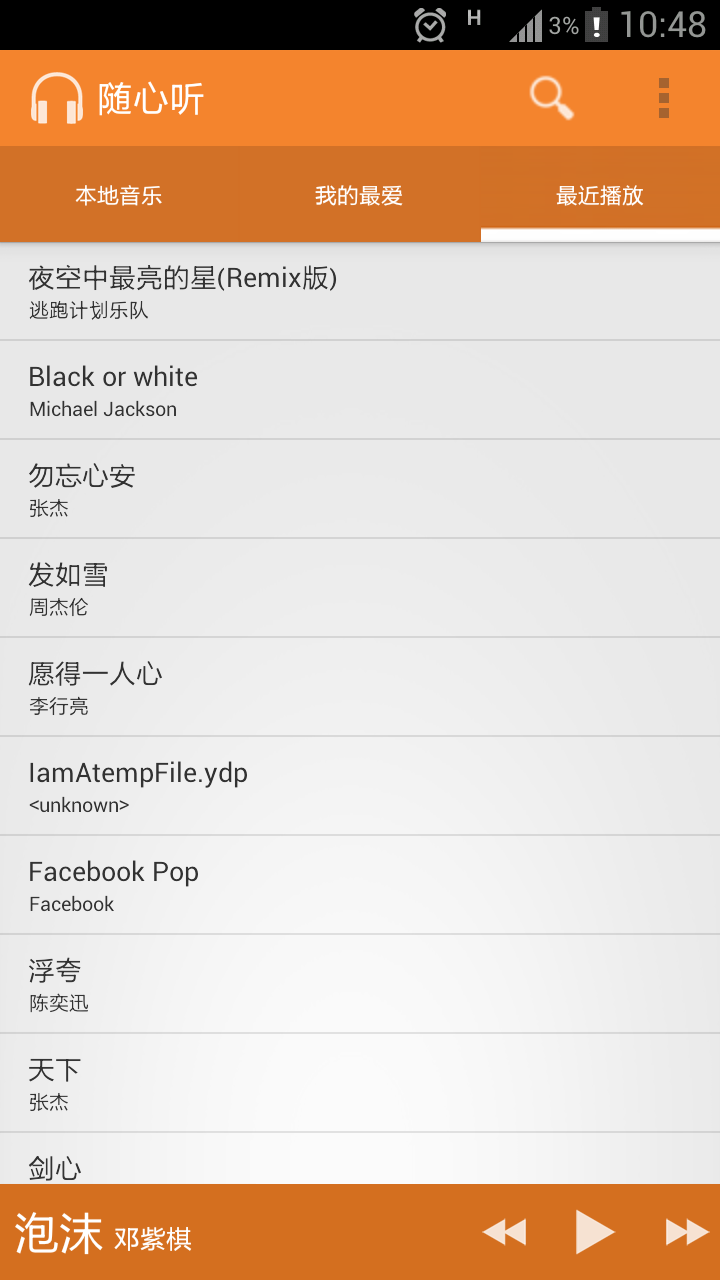 H 3% 10:48
随心听
本地音乐 我的最爱 最近播放
夜空中最亮的星(Remix版)
逃跑计划乐队
Black or white
Michael Jackson
勿忘心安
张杰
发如雪
周杰伦
愿得一人心
李行亮
IamAtempFile.ydp
<unknown>
Facebook Pop
Facebook
浮夸
陈奕迅
天下
张杰
剑心
泡沫 邓紫棋